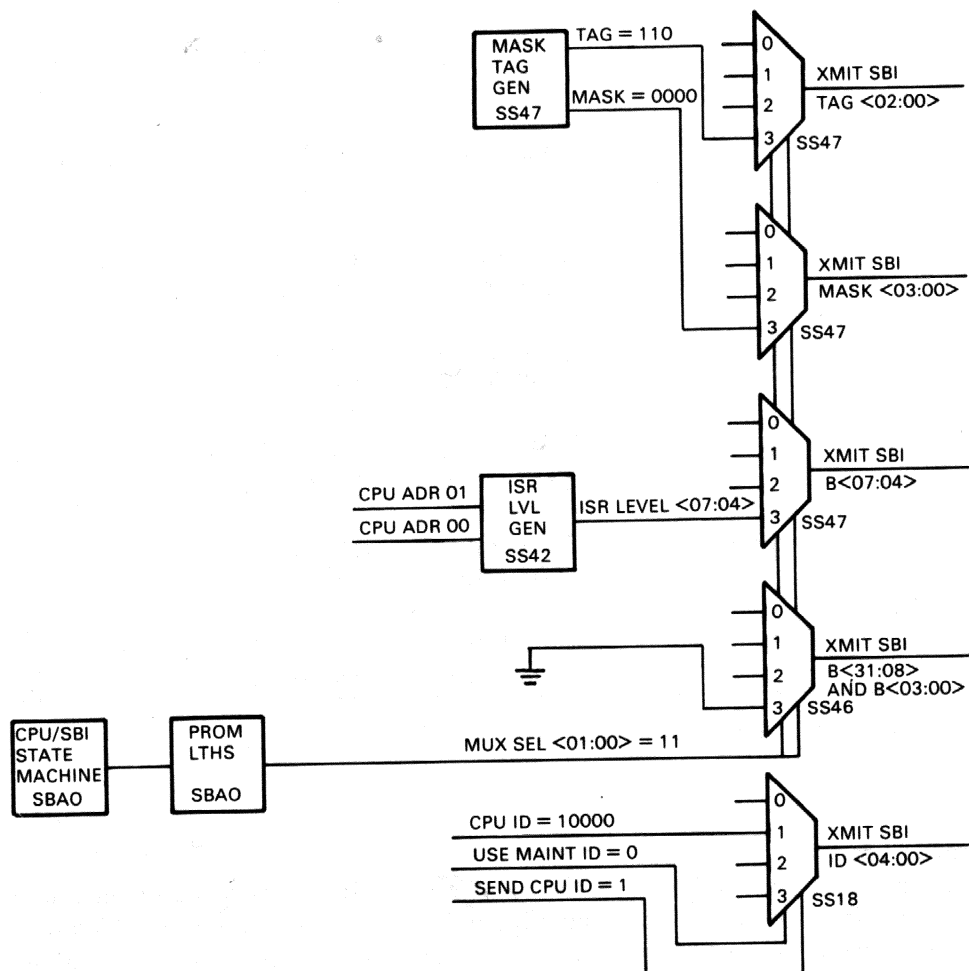 MASK
TAG
GEN
SS47
TAG = 110
MASK = 0000
0
1
2
3
XMIT SBI
TAG <02:00>
SS47
0
1
2
3
XMIT SBI
MASK <03:00>
SS47
CPU ADR 01
CPU ADR 00
ISR
LVL
GEN
SS42
ISR LEVEL <07:04>
0
1
2
3
XMIT SBI
B<07:04>
SS47
0
1
2
3
XMIT SBI
B<31:08>
AND B<03:00>
SS46
CPU/SBI
STATE
MACHINE
SBAO
PROM
LTHS
SBAO
MUX SEL <01:00> = 11
CPU ID = 10000
USE MAINT ID = 0
SEND CPU ID = 1
0
1
2
3
XMIT SBI
ID <04:00>
SS18